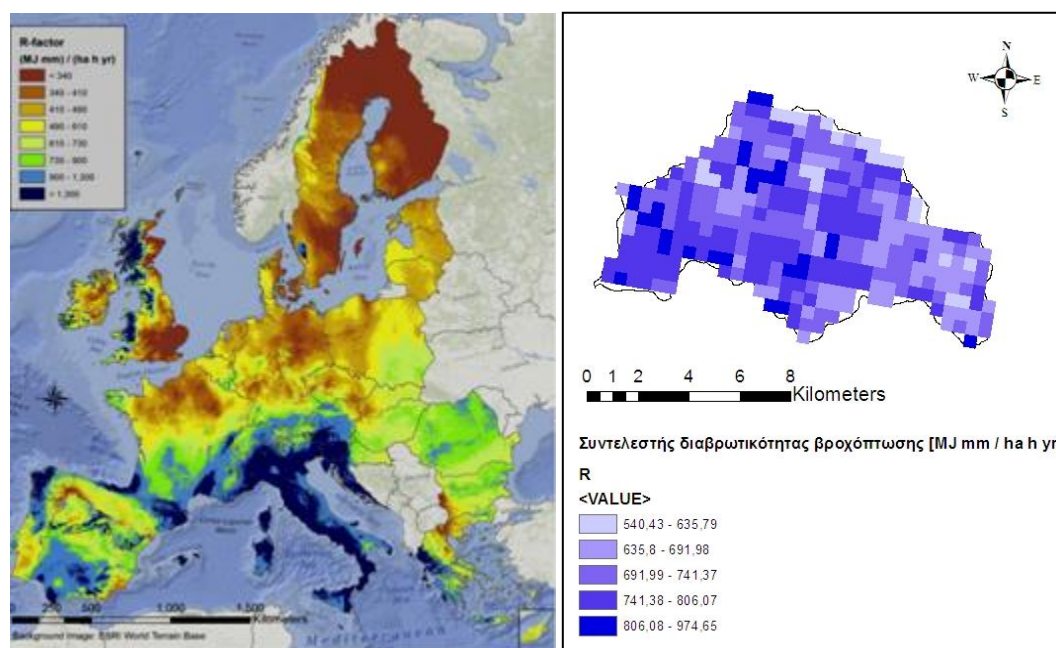 R-factor
(MJ mm) / (ha h yr)
< 340
340 - 410
410 - 490
490 - 610
610 - 730
730 - 900
900 - 1,300
> 1,300
0 250 500 1.000 1.500
Kilometers
Background Image: ESRI World Terrain Base
N
W E
S
0 1 2 4 6 8
Kilometers
Συντελεστής διαβρωτικότητας βροχόπτωσης [MJ mm / ha h yr
R
<VALUE>
540,43 - 635,79
635,8 - 691,98
691,99 - 741,37
741,38 - 806,07
806,08 - 974,65